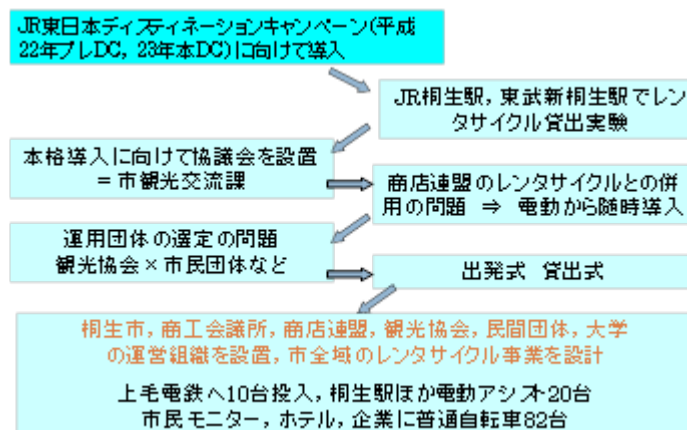 JR東日本ディスティネーションキャンペーン(平成
22年プレDC，23年本DC)に向けて導入
JR桐生駅，東武新桐生駅でレン
タサイクル貸出実験
本格導入に向けて協議会を設置
＝市観光交流課
商店連盟のレンタサイクルとの併
用の問題 ⇒ 電動から随時導入
運用団体の選定の問題
観光協会×市民団体など
出発式 貸出式
桐生市，商工会議所，商店連盟，観光協会，民間団体，大学
の運営組織を設置，市全域のレンタサイクル事業を設計
上毛電鉄へ10台投入，桐生駅ほか電動アシスト20台
市民モニター，ホテル，企業に普通自転車82台